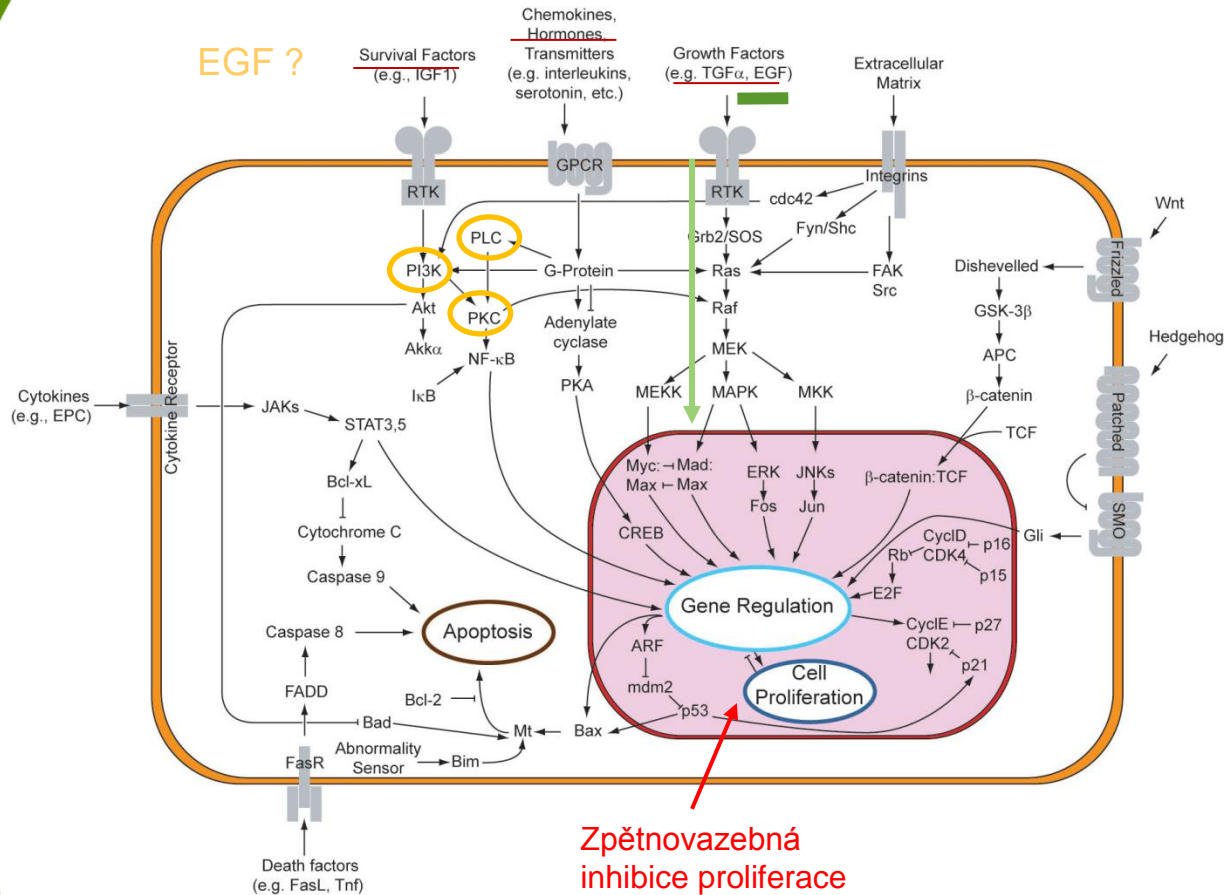 EGF ?
Survival Factors
(e.g., IGF1)
Chemokines,
Hormones,
Transmitters
(e.g. interleukins,
serotonin, etc.)
Growth Factors
(e.g. TGFα, EGF)
Extracellular
Matrix
RTK
GPCR
RTK
Integrins
cdc42
Wnt
PLC
Grb2/SOS
Fyn/Shc
Frizzled
PI3K
G-Protein
Ras
FAK
Src
Dishevelled
Akt
PKC
Adenylate
cyclase
Raf
GSK-3β
Akkα
NF-κB
MEK
APC
Hedgehog
IκB
PKA
MEKK
MAPK
MKK
β-catenin
Patched
Cytokines
(e.g., EPC)
Cytokine Receptor
JAKs
STAT3,5
TCF
Bcl-xL
Myc:
Max
Mad:
Max
ERK
JNKs
β-catenin:TCF
Fos
Jun
SMO
Cytochrome C
CREB
Gli
CyclD
CDK4
p16
p15
Rb
Caspase 9
E2F
Gene Regulation
Caspase 8
Apoptosis
ARF
CyclE
CDK2
p27
p21
FADD
mdm2
Cell
Proliferation
Bcl-2
p53
Bad
Mt
Bax
FasR
Abnormality
Sensor
Bim
Death factors
(e.g. FasL, Tnf)
Zpětnovazebná
inhibice proliferace